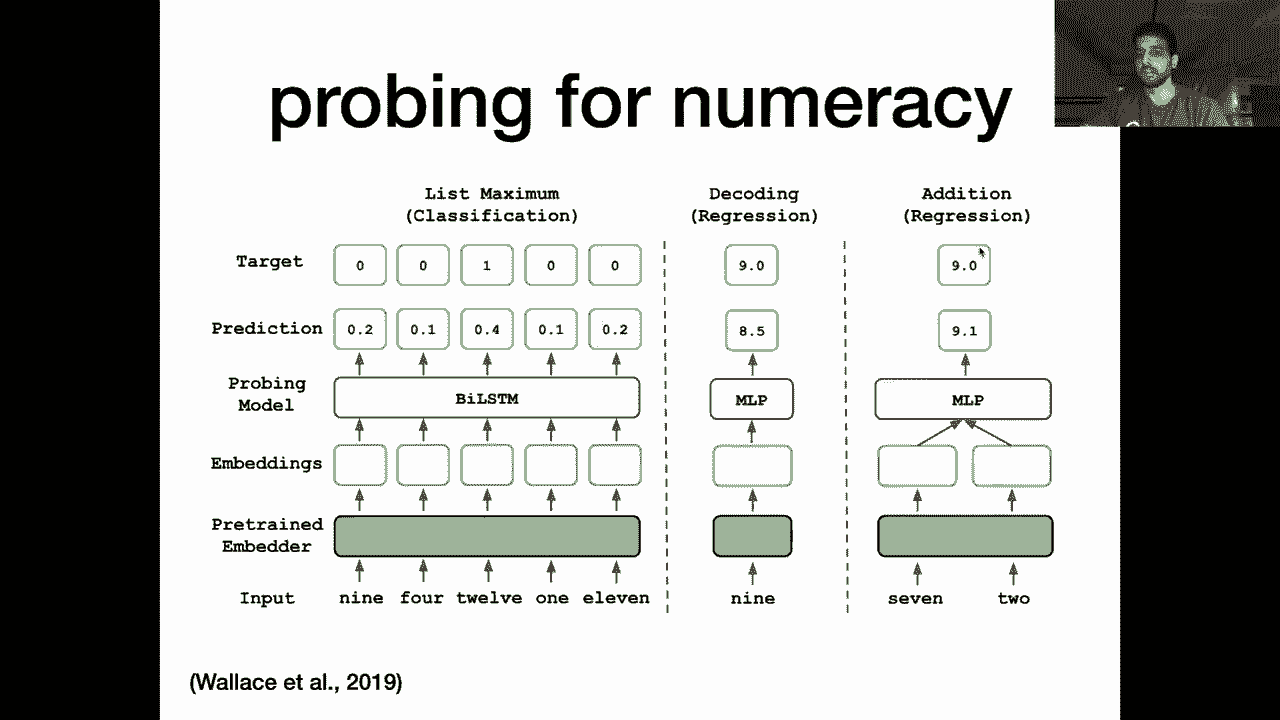 probing for numeracy
List Maximum
(Classification)
Decoding
(Regression)
Addition
(Regression)
Target
0 0 1 0 0
9.0
9.0
Prediction
0.2 0.1 0.4 0.1 0.2
8.5
9.1
Probing
Model
BiLSTM
MLP
MLP
Embeddings
Pretrained
Embedder
Input
nine four twelve one eleven
nine
seven two
(Wallace et al., 2019)